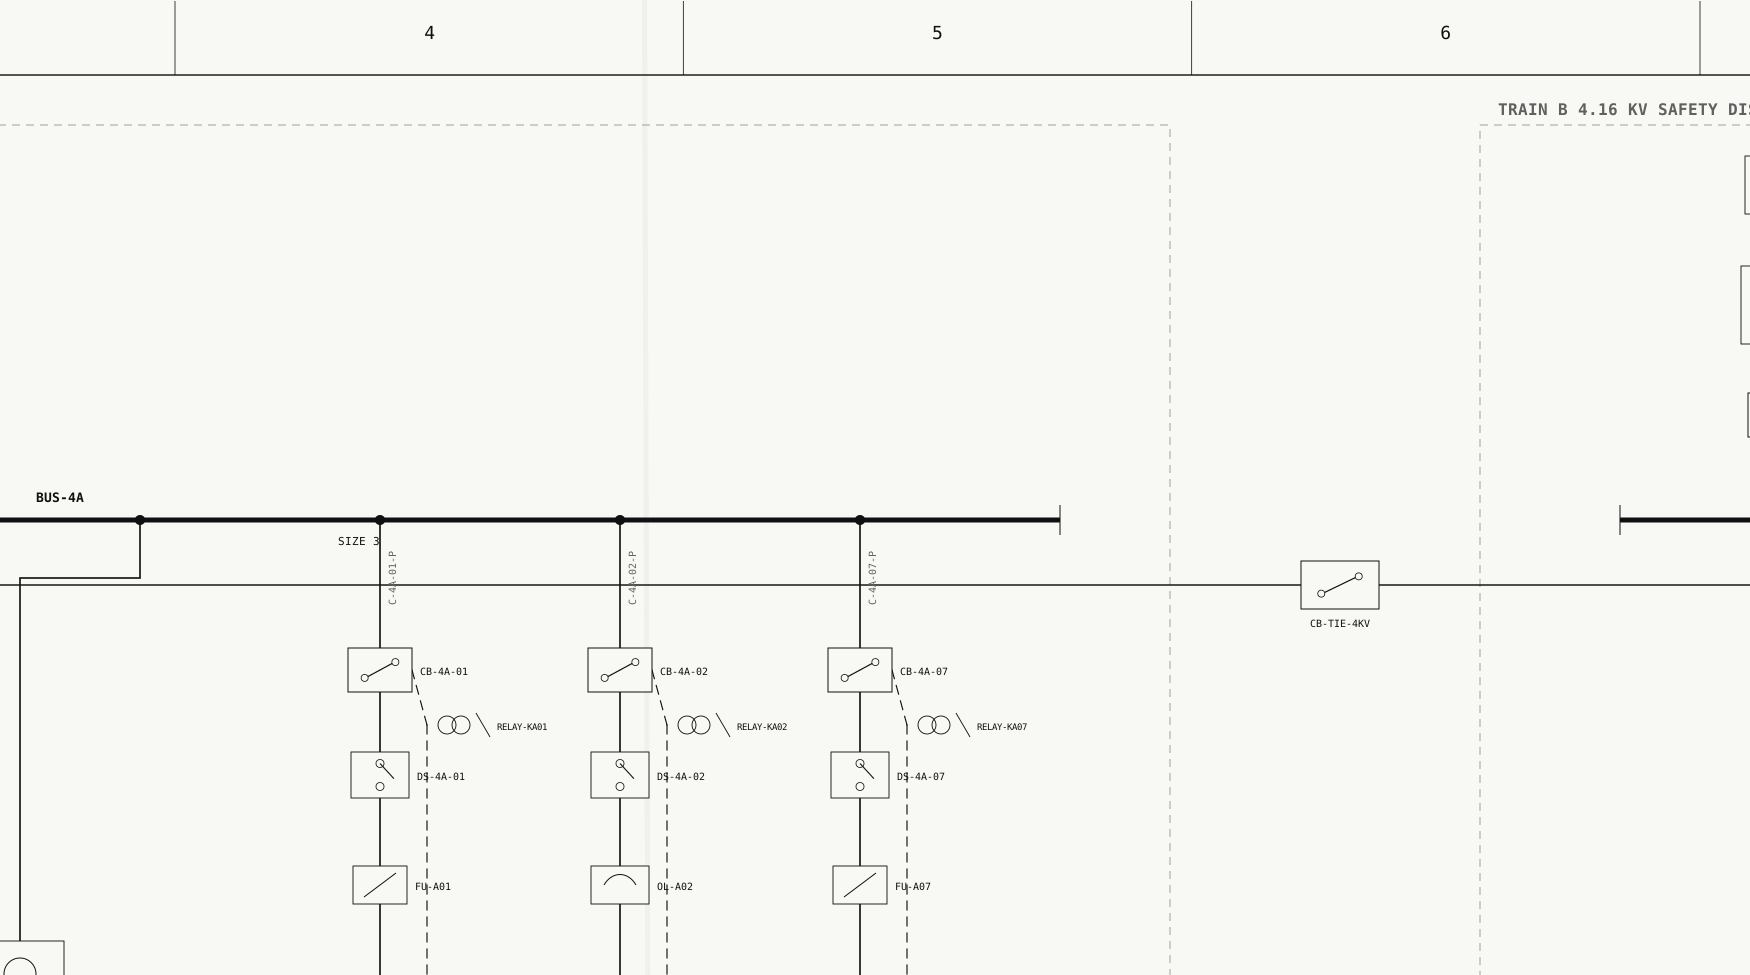 4 5 6
TRAIN B 4.16 KV SAFETY
BUS-4A
SIZE 3
C-4A-01-P
C-4A-02-P
C-4A-07-P
CB-TIE-4KV
CB-4A-01
CB-4A-02
CB-4A-07
RELAY-KA01
RELAY-KA02
RELAY-KA07
DS-4A-01
DS-4A-02
DS-4A-07
FU-A01
OL-A02
FU-A07